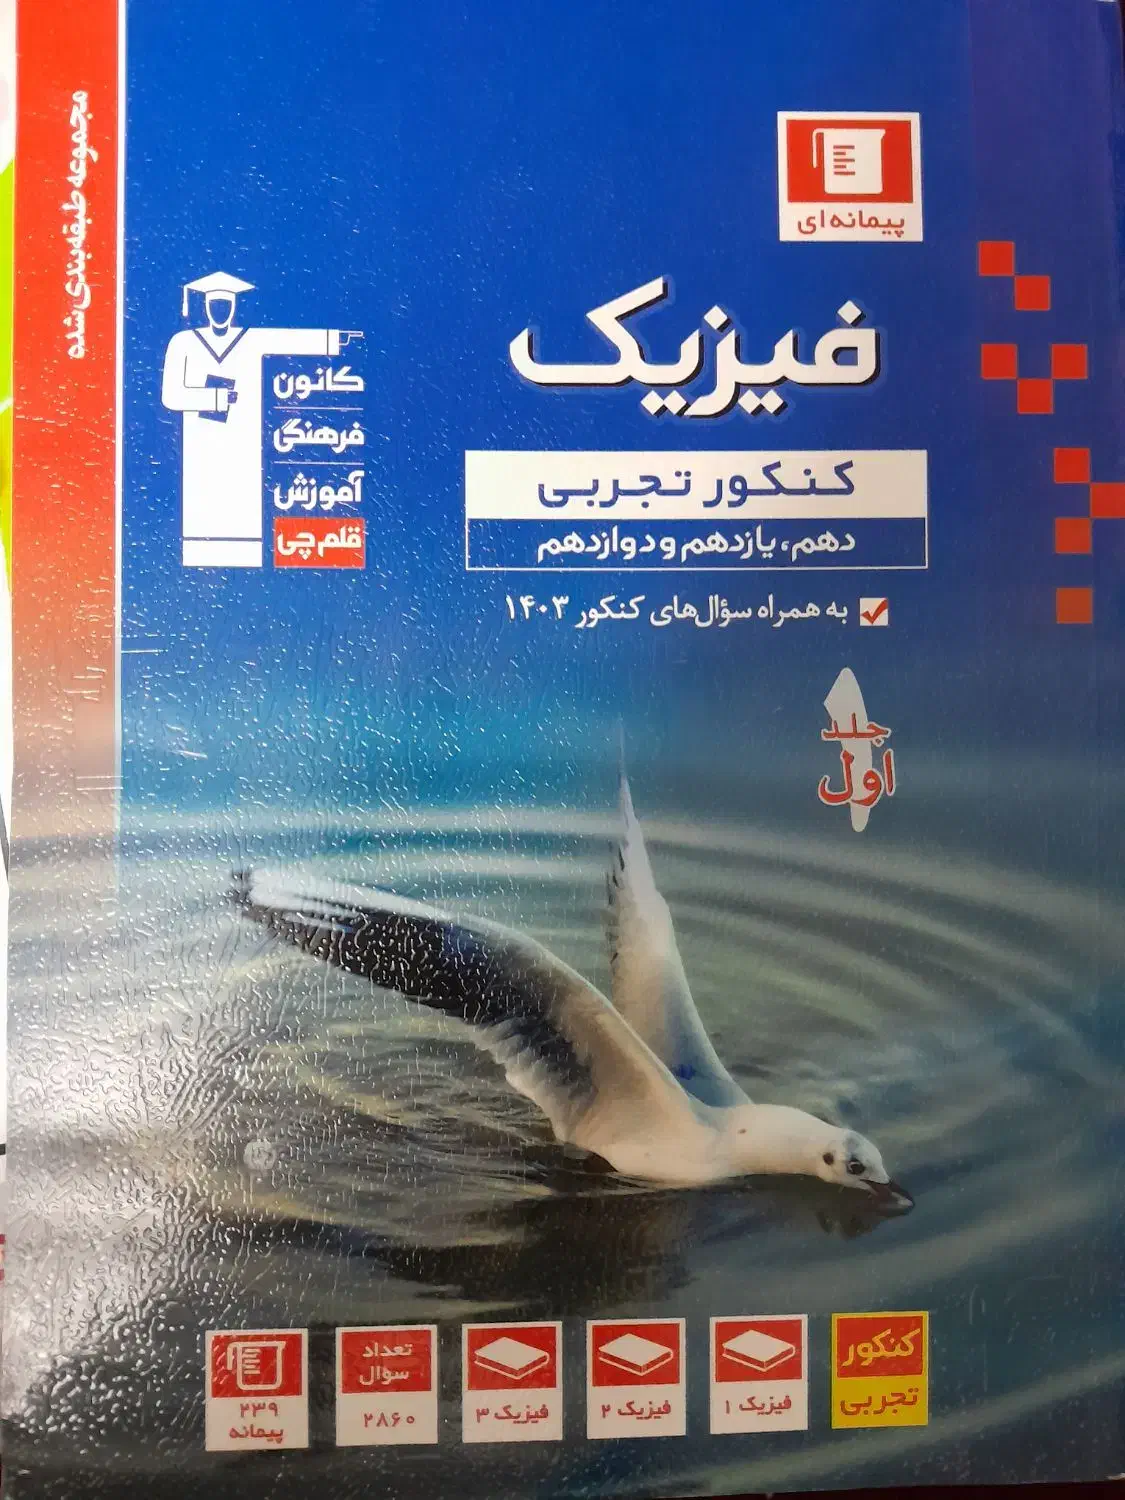 مجموعه طبقه‌بندی شده
پیمانه‌ای
فیزیک
کانون
فرهنگی
آموزش
قلم‌چی
کنکور تجربی
دهم، یازدهم و دوازدهم
به همراه سؤال‌های کنکور ۱۴۰۳
جلد
اول
کنکور
تجربی
فیزیک ۱
فیزیک ۲
فیزیک ۳
تعداد
سؤال
۲۸۶۰
۲۳۹
پیمانه